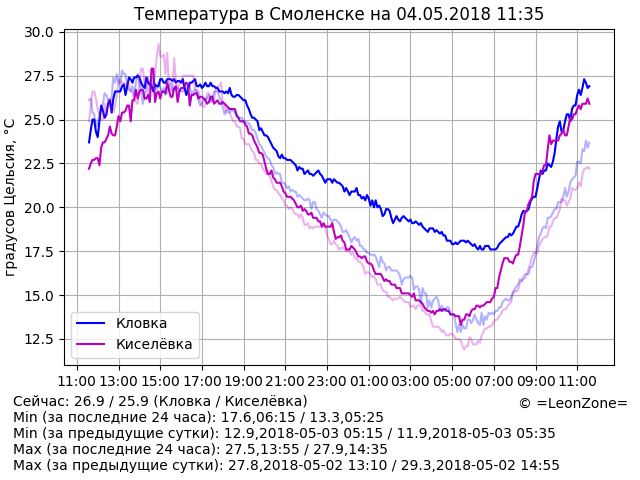 Температура в Смоленске на 04.05.2018 11:35
градусов Цельсия, °C
30.0
27.5
25.0
22.5
20.0
17.5
15.0
12.5
Кловка
Киселёвка
11:00 13:00 15:00 17:00 19:00 21:00 23:00 01:00 03:00 05:00 07:00 09:00 11:00
Сейчас: 26.9 / 25.9 (Кловка / Киселёвка)
© =LeonZone=
Min (за последние 24 часа): 17.6,06:15 / 13.3,05:25
Min (за предыдущие сутки): 12.9,2018-05-03 05:15 / 11.9,2018-05-03 05:35
Max (за последние 24 часа): 27.5,13:55 / 27.9,14:35
Max (за предыдущие сутки): 27.8,2018-05-02 13:10 / 29.3,2018-05-02 14:55